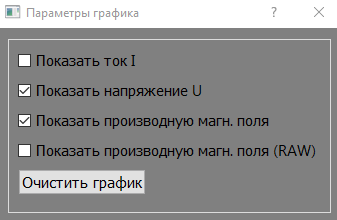 Параметры графика
Показать ток I
Показать напряжение U
Показать производную магн. поля
Показать производную магн. поля (RAW)
Очистить график